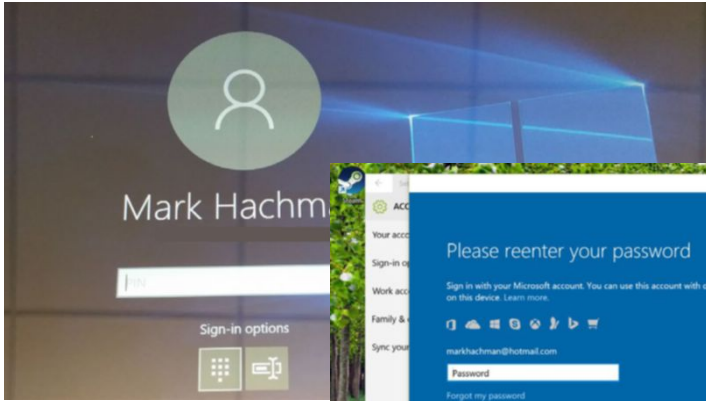 Mark Hachm
PIN
Sign-in options
ACC
Your acco
Sign-in op
Work acc
Family &
Sync your
Please reenter your password
Sign in with your Microsoft account. You can use this account with
on this device. Learn more.
markhachman@hotmail.com
Password
Forgot my password